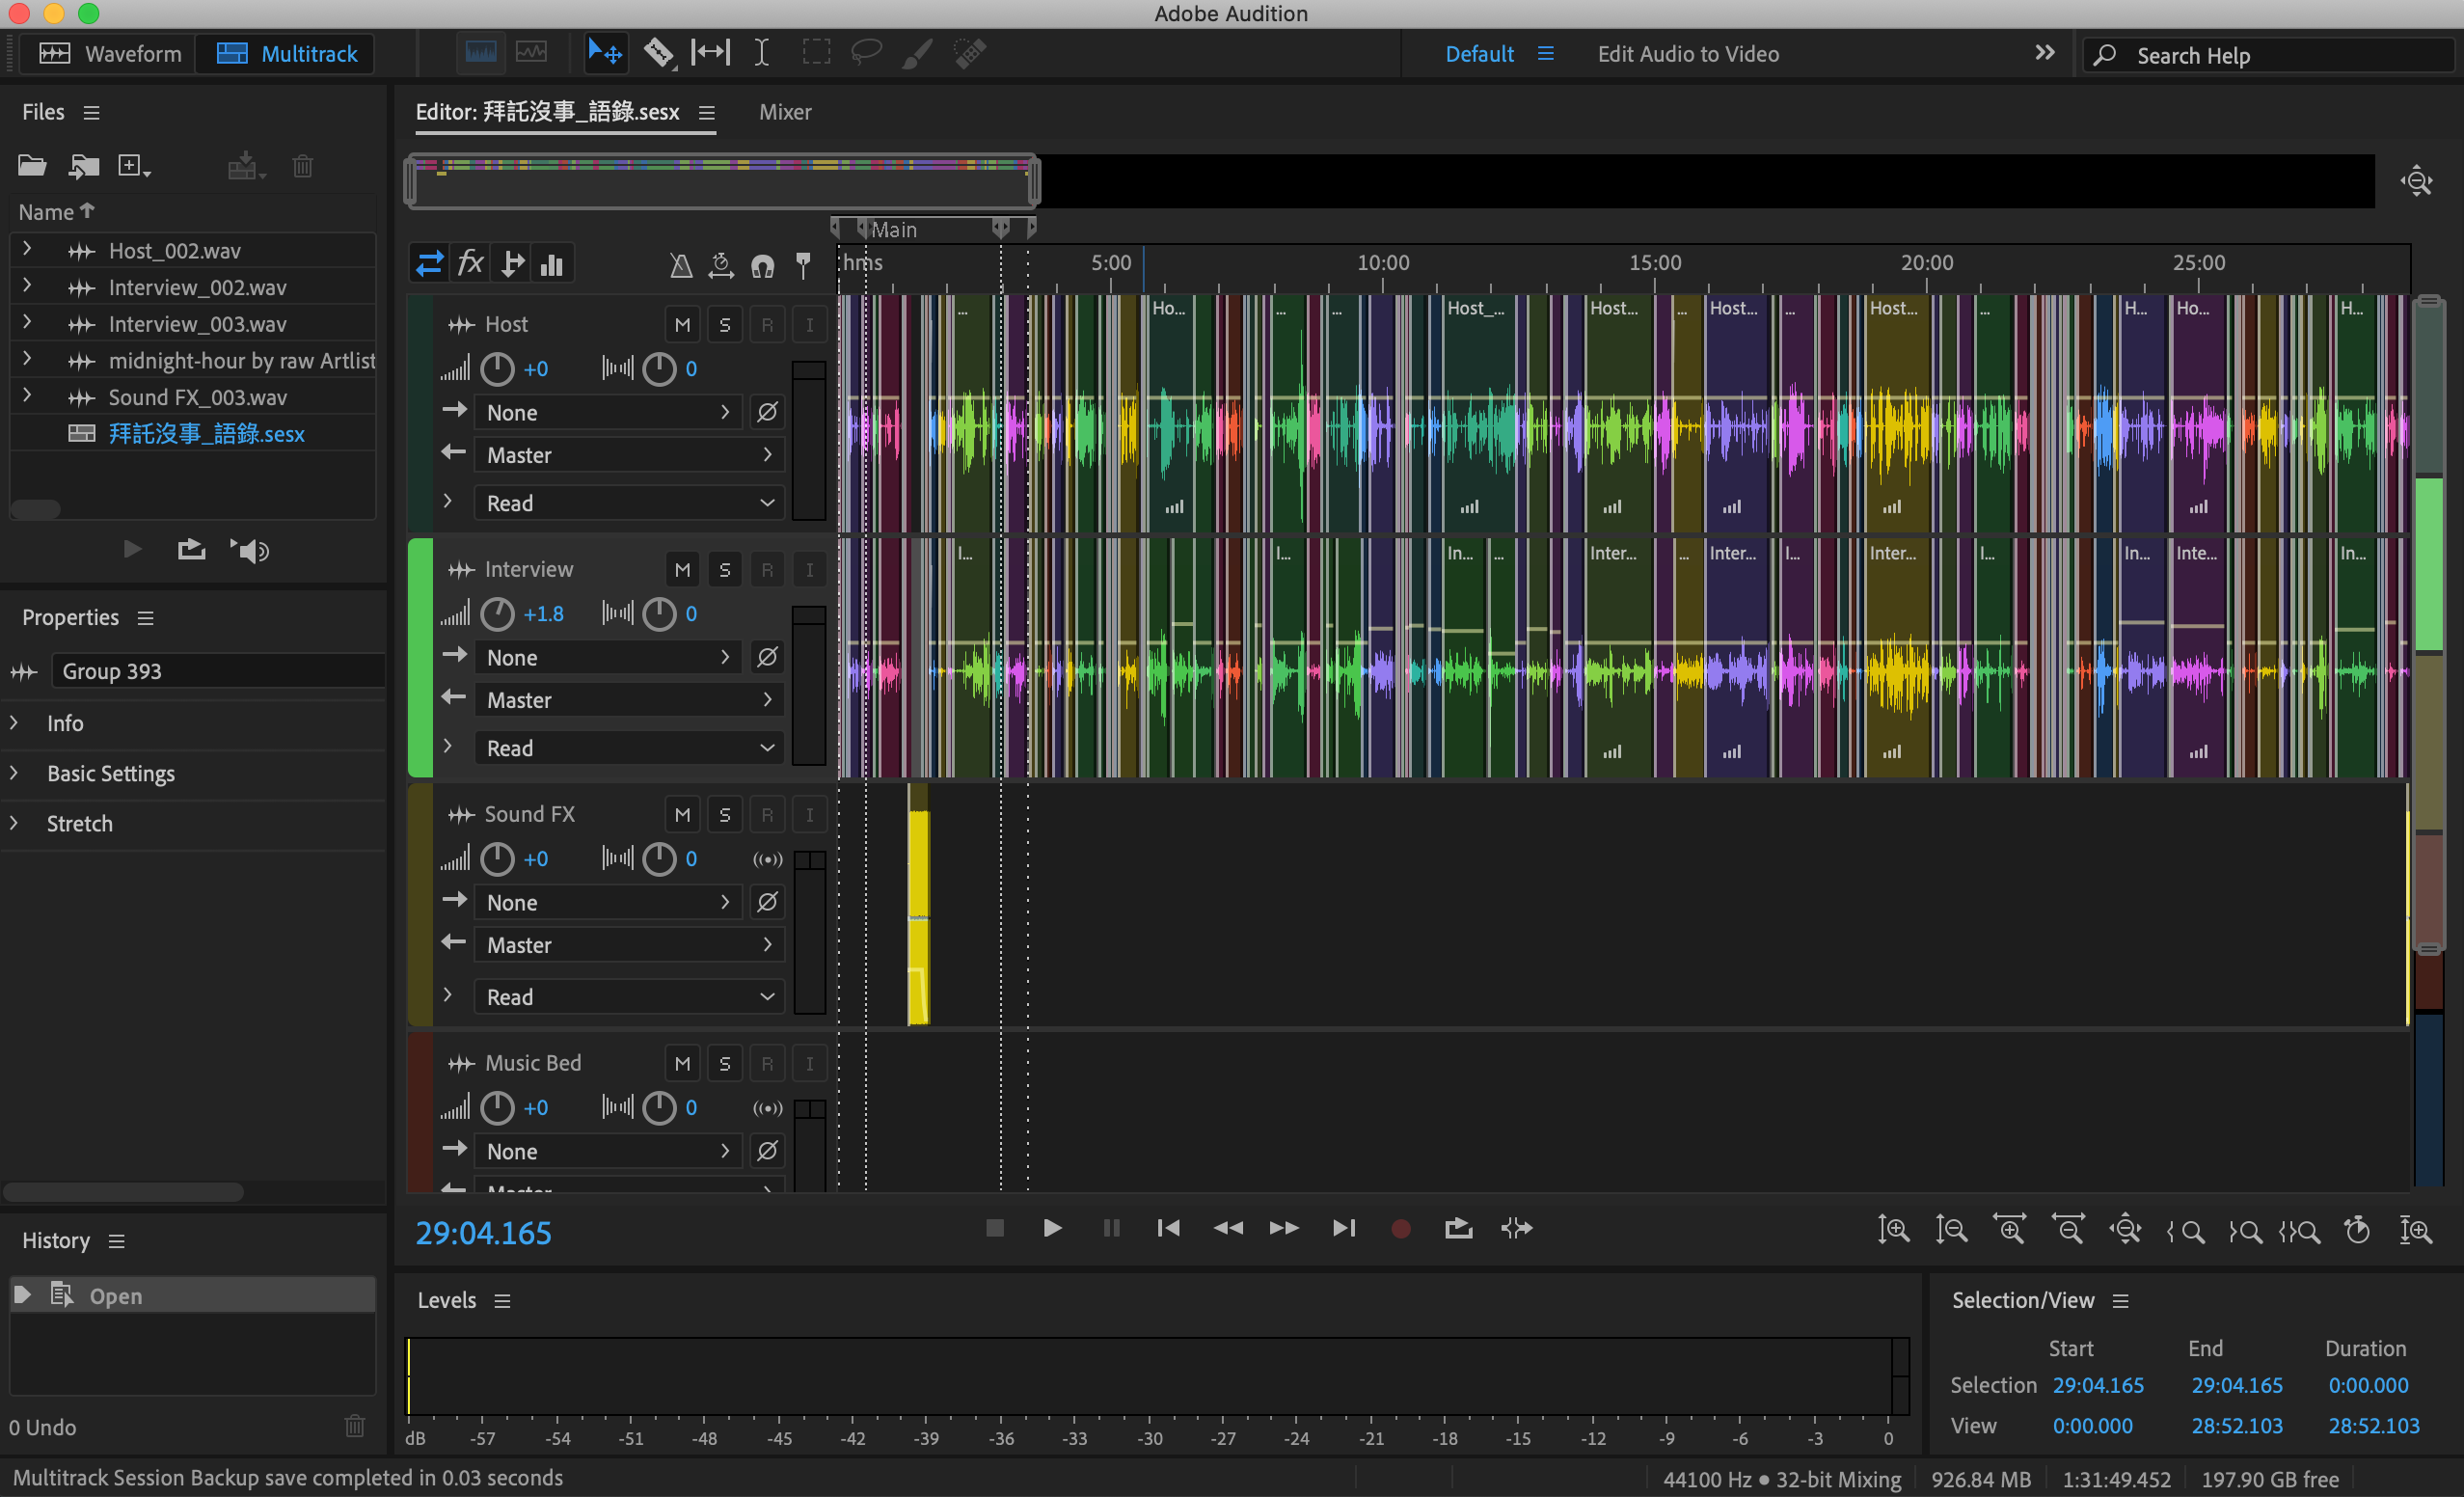 Adobe Audition
Waveform
Multitrack
Default
Edit Audio to Video
Search Help
Files
Name
Host_002.wav
Interview_002.wav
Interview_003.wav
midnight-hour by raw Artlist
Sound FX_003.wav
拜託沒事_語錄.sesx
Properties
Group 393
Info
Basic Settings
Stretch
History
Open
0 Undo
Editor: 拜託沒事_語錄.sesx
Mixer
Main
fx
hms 5:00 10:00 15:00 20:00 25:00
Host M S R I
+0 0
None
Master
Read
... Ho... ... ... Host_... Host... ... Host... ... Host... ... H... Ho... H...
Interview M S R I
+1.8 0
None
Master
Read
I... I... In... ... Inter... ... Inter... I... Inter... I... In... Inte... In...
Sound FX M S R I
+0 0
None
Master
Read
Music Bed M S R I
+0 0
None
Master
29:04.165
Levels
dB -57 -54 -51 -48 -45 -42 -39 -36 -33 -30 -27 -24 -21 -18 -15 -12 -9 -6 -3 0
Selection/View
Start End Duration
Selection 29:04.165 29:04.165 0:00.000
View 0:00.000 28:52.103 28:52.103
Multitrack Session Backup save completed in 0.03 seconds
44100 Hz ● 32-bit Mixing 926.84 MB 1:31:49.452 197.90 GB free